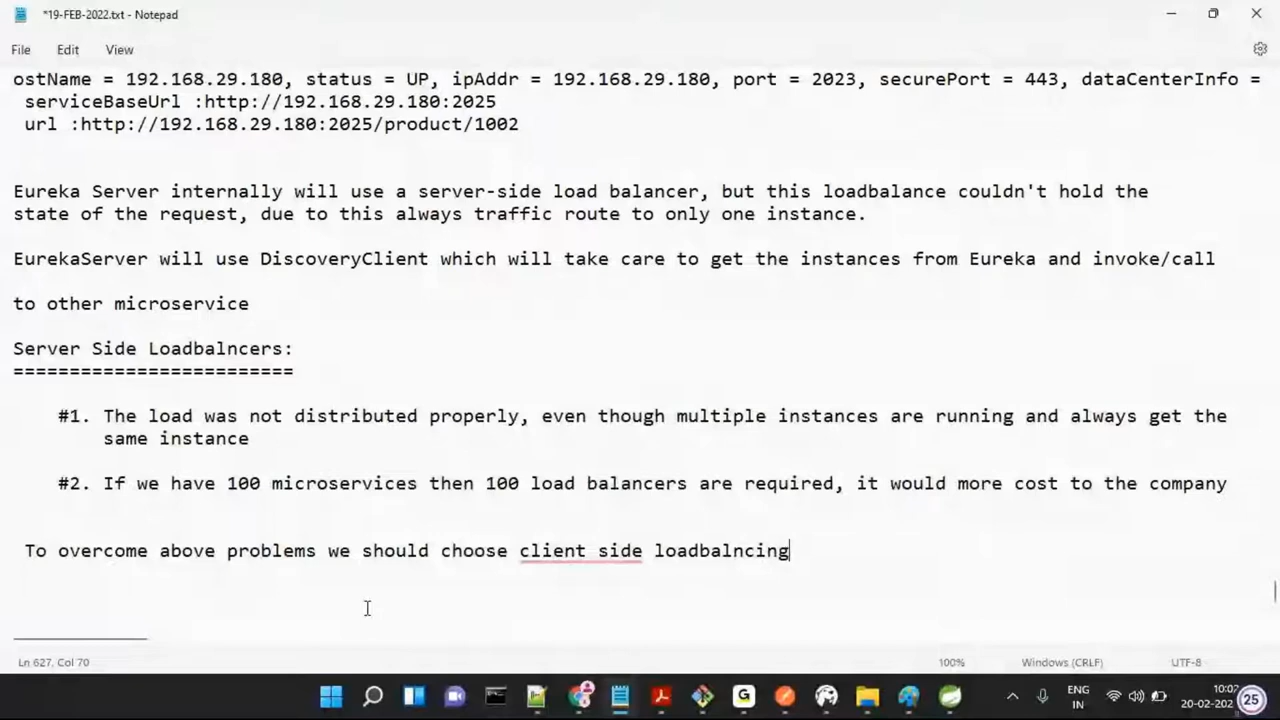 *19-FEB-2022.txt - Notepad
File Edit View
ostName = 192.168.29.180, status = UP, ipAddr = 192.168.29.180, port = 2023, securePort = 443, dataCenterInfo =
serviceBaseUrl :http://192.168.29.180:2025
url :http://192.168.29.180:2025/product/1002
Eureka Server internally will use a server-side load balancer, but this loadbalance couldn't hold the
state of the request, due to this always traffic route to only one instance.
EurekaServer will use DiscoveryClient which will take care to get the instances from Eureka and invoke/call
to other microservice
Server Side Loadbalncers:
=========================
#1. The load was not distributed properly, even though multiple instances are running and always get the
same instance
#2. If we have 100 microservices then 100 load balancers are required, it would more cost to the company
To overcome above problems we should choose client side loadbalncing
Ln 627, Col 70 100% Windows (CRLF) UTF-8
ENG
IN
10:02
20-02-202
25